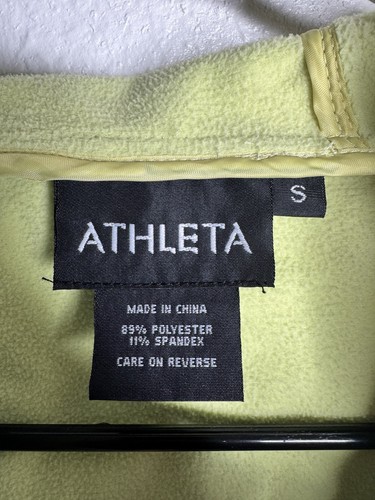 S
ATHLETA
MADE IN CHINA
89% POLYESTER
11% SPANDEX
CARE ON REVERSE